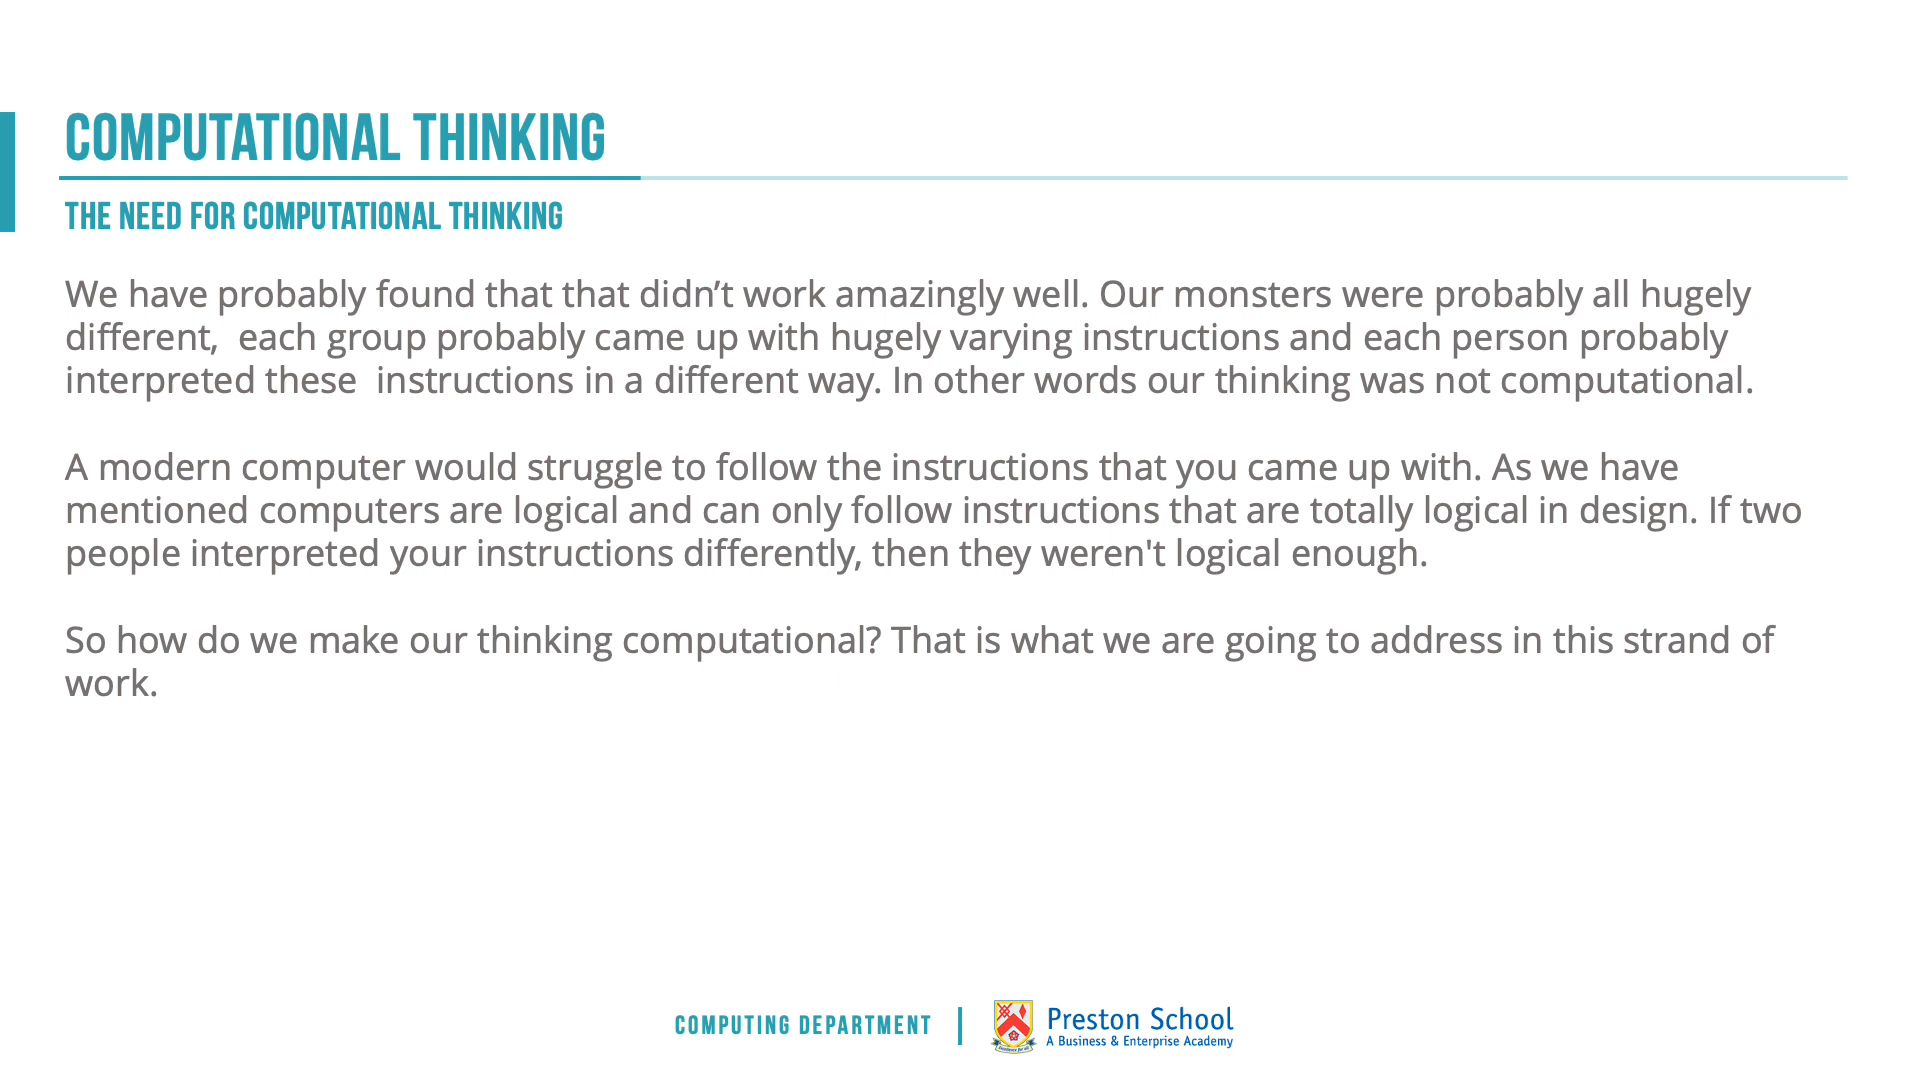 COMPUTATIONAL THINKING
THE NEED FOR COMPUTATIONAL THINKING
We have probably found that that didn’t work amazingly well. Our monsters were probably all hugely
different,  each group probably came up with hugely varying instructions and each person probably
interpreted these  instructions in a different way. In other words our thinking was not computational.
A modern computer would struggle to follow the instructions that you came up with. As we have
mentioned computers are logical and can only follow instructions that are totally logical in design. If two
people interpreted your instructions differently, then they weren't logical enough.
So how do we make our thinking computational? That is what we are going to address in this strand of
work.
COMPUTING DEPARTMENT
Preston School
A Business & Enterprise Academy